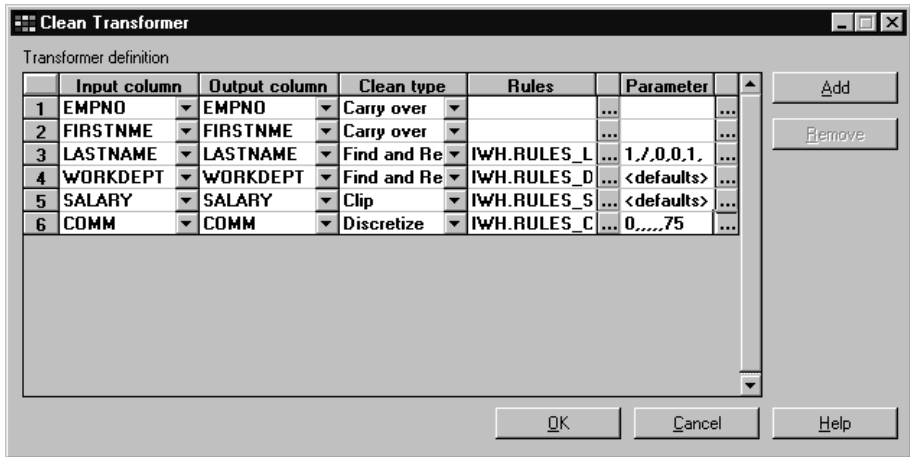 Clean Transformer
Transformer definition
Input column Output column Clean type Rules Parameter
1 EMPNO EMPNO Carry over ... ...
2 FIRSTNME FIRSTNME Carry over ... ...
3 LASTNAME LASTNAME Find and Re IWH.RULES_L ... 1,/,0,0,1, ...
4 WORKDEPT WORKDEPT Find and Re IWH.RULES_D ... <defaults> ...
5 SALARY SALARY Clip IWH.RULES_S ... <defaults> ...
6 COMM COMM Discretize IWH.RULES_C ... 0,,,,,75 ...
Add
Remove
OK Cancel Help